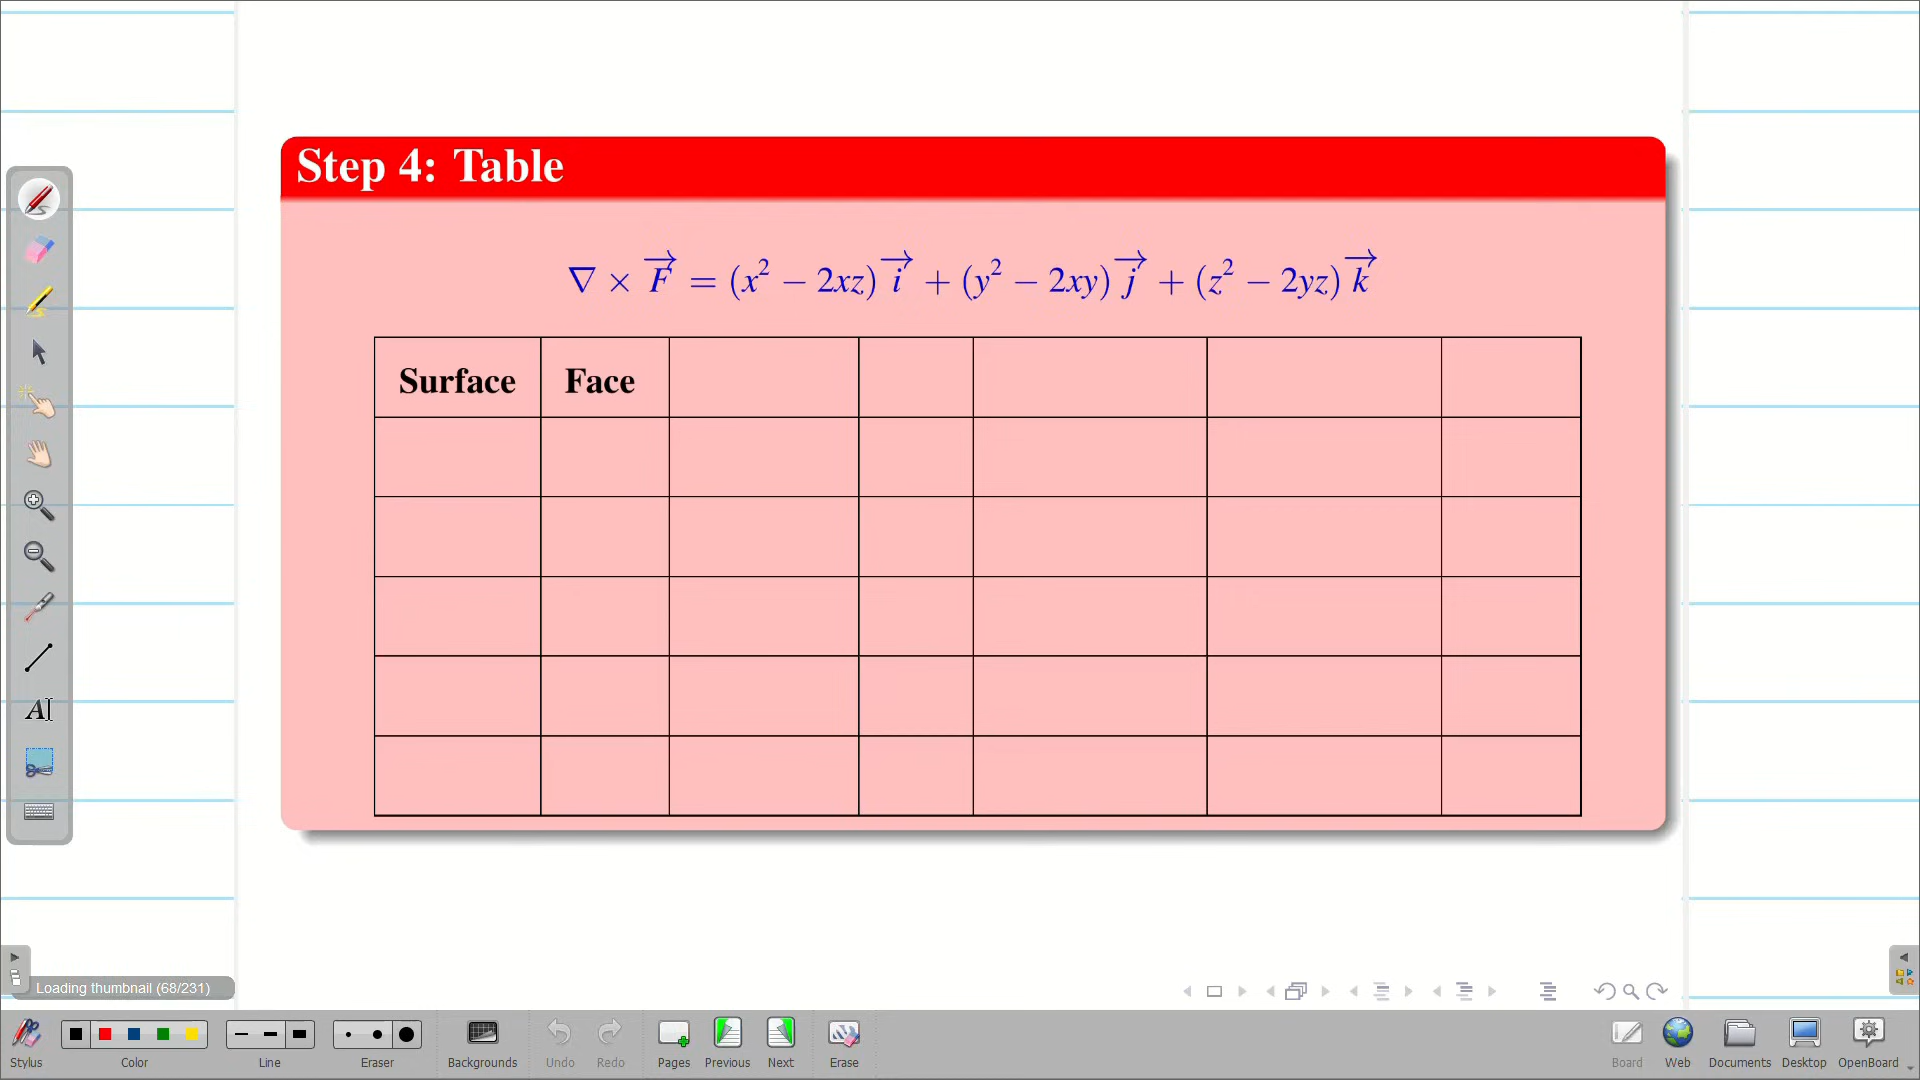 Step 4: Table
∇ × F⃗ = (x² − 2xz) i⃗ + (y² − 2xy) j⃗ + (z² − 2yz) k⃗
Surface Face
Loading thumbnail (68/231)
Stylus Color Line Eraser Backgrounds Undo Redo Pages Previous Next Erase Board Web Documents Desktop OpenBoard